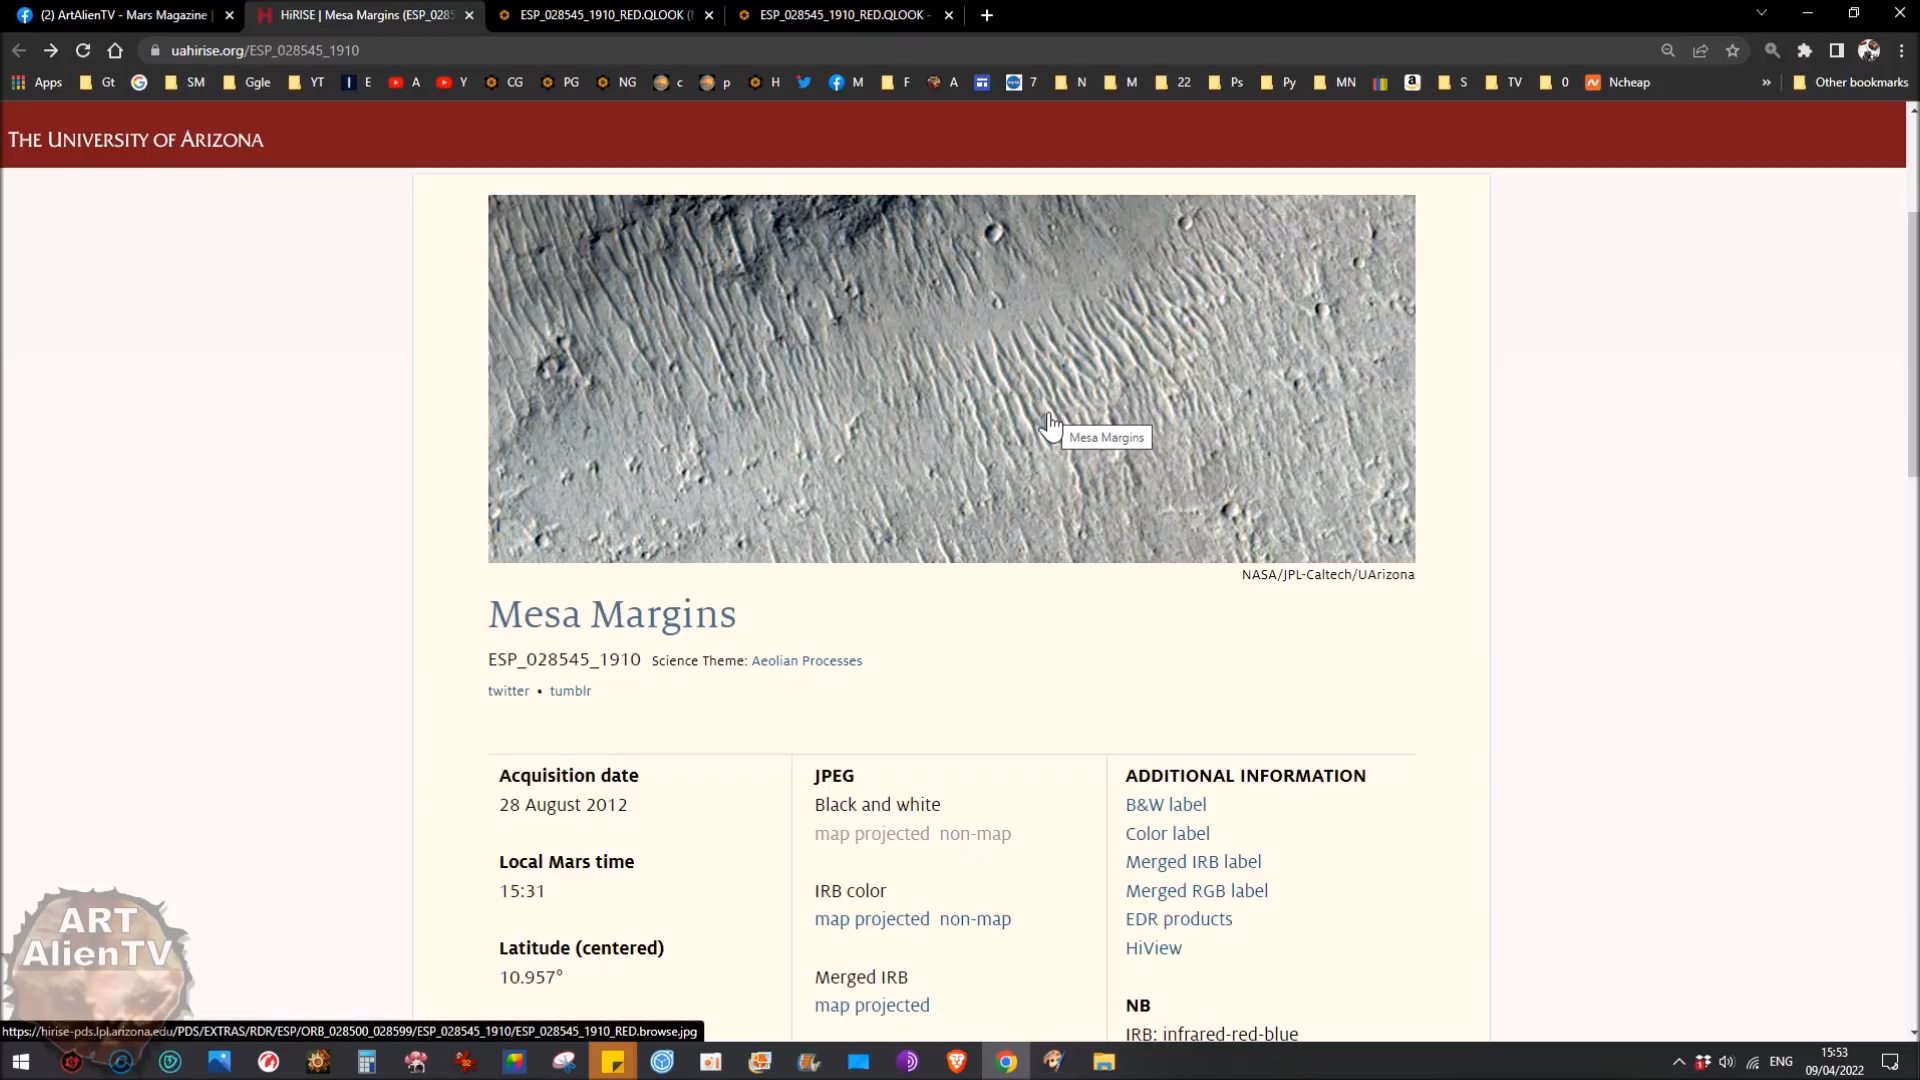 (2) ArtAlienTV - Mars Magazine
HiRISE | Mesa Margins (ESP_028
ESP_028545_1910_RED.QLOOK (
ESP_028545_1910_RED.QLOOK -
uahirise.org/ESP_028545_1910
Apps Gt SM Ggle YT E A Y CG PG NG c p H M F A 7 N M 22 Ps Py MN S TV 0 Ncheap » Other bookmarks
THE UNIVERSITY OF ARIZONA
Mesa Margins
NASA/JPL-Caltech/UArizona
Mesa Margins
ESP_028545_1910 Science Theme: Aeolian Processes
twitter • tumblr
Acquisition date
28 August 2012
Local Mars time
15:31
Latitude (centered)
10.957°
JPEG
Black and white
map projected non-map
IRB color
map projected non-map
Merged IRB
map projected
ADDITIONAL INFORMATION
B&W label
Color label
Merged IRB label
Merged RGB label
EDR products
HiView
NB
IRB: infrared-red-blue
ART
AlienTV
https://hirise-pds.lpl.arizona.edu/PDS/EXTRAS/RDR/ESP/ORB_028500_028599/ESP_028545_1910/ESP_028545_1910_RED.browse.jpg
ENG
15:53
09/04/2022